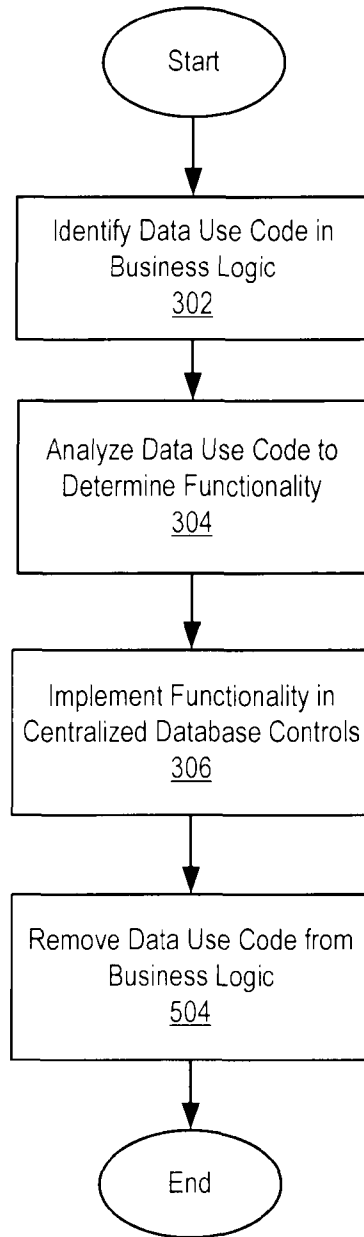 Start
Identify Data Use Code in
Business Logic
302
Analyze Data Use Code to
Determine Functionality
304
Implement Functionality in
Centralized Database Controls
306
Remove Data Use Code from
Business Logic
504
End